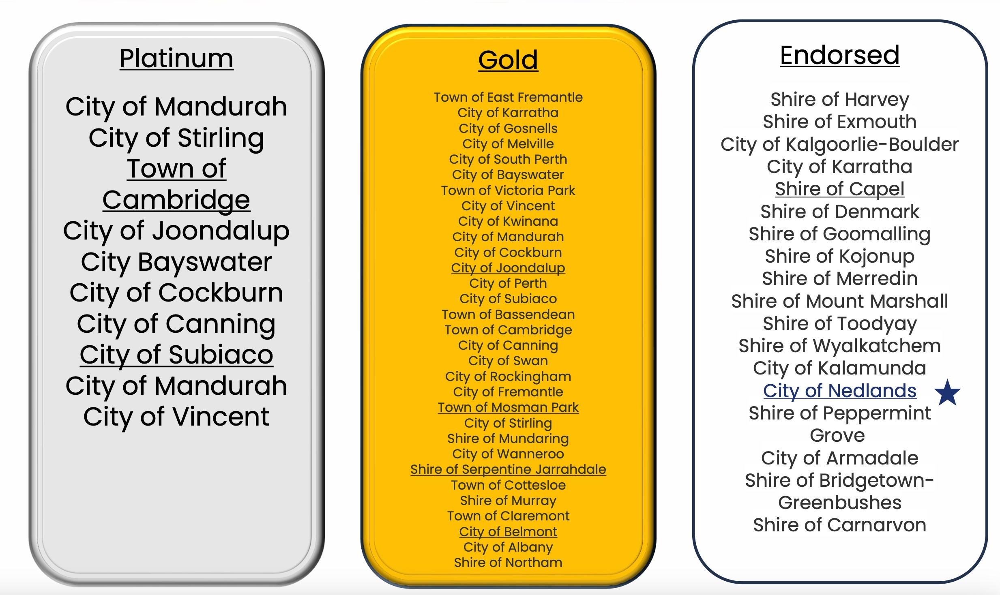 Platinum
City of Mandurah
City of Stirling
Town of
Cambridge
City of Joondalup
City Bayswater
City of Cockburn
City of Canning
City of Subiaco
City of Mandurah
City of Vincent
Gold
Town of East Fremantle
City of Karratha
City of Gosnells
City of Melville
City of South Perth
City of Bayswater
Town of Victoria Park
City of Vincent
City of Kwinana
City of Mandurah
City of Cockburn
City of Joondalup
City of Perth
City of Subiaco
Town of Bassendean
Town of Cambridge
City of Canning
City of Swan
City of Rockingham
City of Fremantle
Town of Mosman Park
City of Stirling
Shire of Mundaring
City of Wanneroo
Shire of Serpentine Jarrahdale
Town of Cottesloe
Shire of Murray
Town of Claremont
City of Belmont
City of Albany
Shire of Northam
Endorsed
Shire of Harvey
Shire of Exmouth
City of Kalgoorlie-Boulder
City of Karratha
Shire of Capel
Shire of Denmark
Shire of Goomalling
Shire of Kojonup
Shire of Merredin
Shire of Mount Marshall
Shire of Toodyay
Shire of Wyalkatchem
City of Kalamunda
City of Nedlands
Shire of Peppermint
Grove
City of Armadale
Shire of Bridgetown-
Greenbushes
Shire of Carnarvon